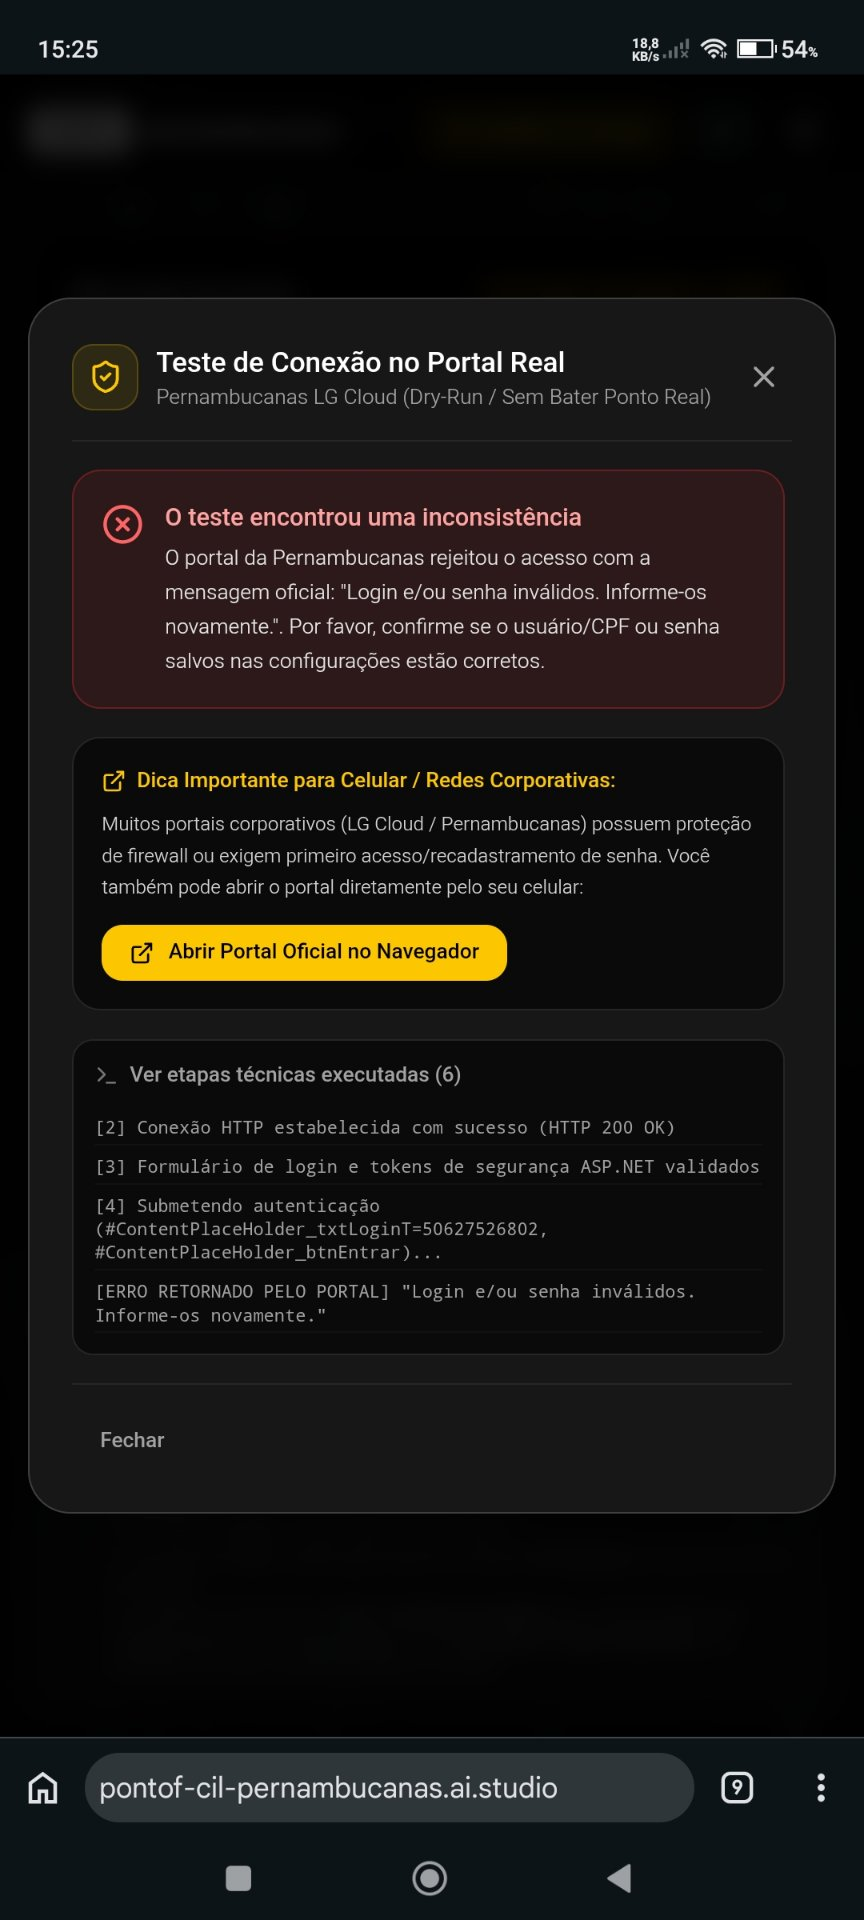 15:25
18,8
KB/s
54%
Teste de Conexão no Portal Real
Pernambucanas LG Cloud (Dry-Run / Sem Bater Ponto Real)
O teste encontrou uma inconsistência
O portal da Pernambucanas rejeitou o acesso com a
mensagem oficial: "Login e/ou senha inválidos. Informe-os
novamente.". Por favor, confirme se o usuário/CPF ou senha
salvos nas configurações estão corretos.
Dica Importante para Celular / Redes Corporativas:
Muitos portais corporativos (LG Cloud / Pernambucanas) possuem proteção
de firewall ou exigem primeiro acesso/recadastramento de senha. Você
também pode abrir o portal diretamente pelo seu celular:
Abrir Portal Oficial no Navegador
>_ Ver etapas técnicas executadas (6)
[2] Conexão HTTP estabelecida com sucesso (HTTP 200 OK)
[3] Formulário de login e tokens de segurança ASP.NET validados
[4] Submetendo autenticação
(#ContentPlaceHolder_txtLoginT=50627526802,
#ContentPlaceHolder_btnEntrar)...
[ERRO RETORNADO PELO PORTAL] "Login e/ou senha inválidos.
Informe-os novamente."
Fechar
pontof-cil-pernambucanas.ai.studio
9